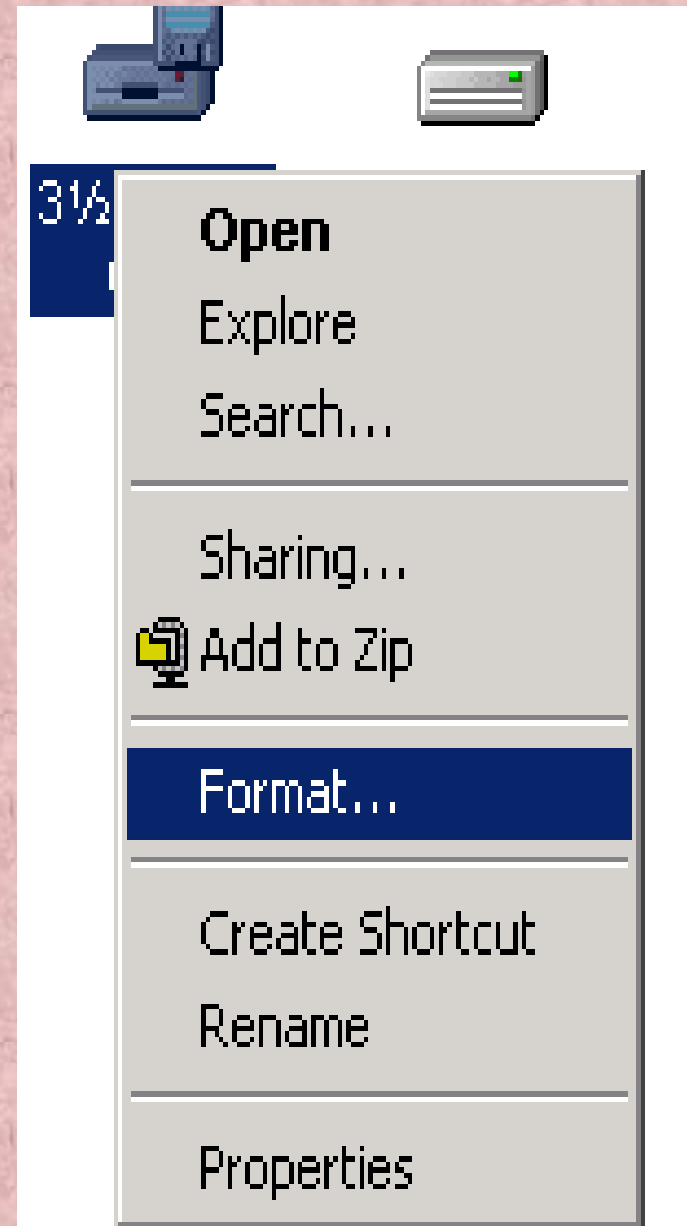 3½
Open
Explore
Search...
Sharing...
Add to Zip
Format...
Create Shortcut
Rename
Properties